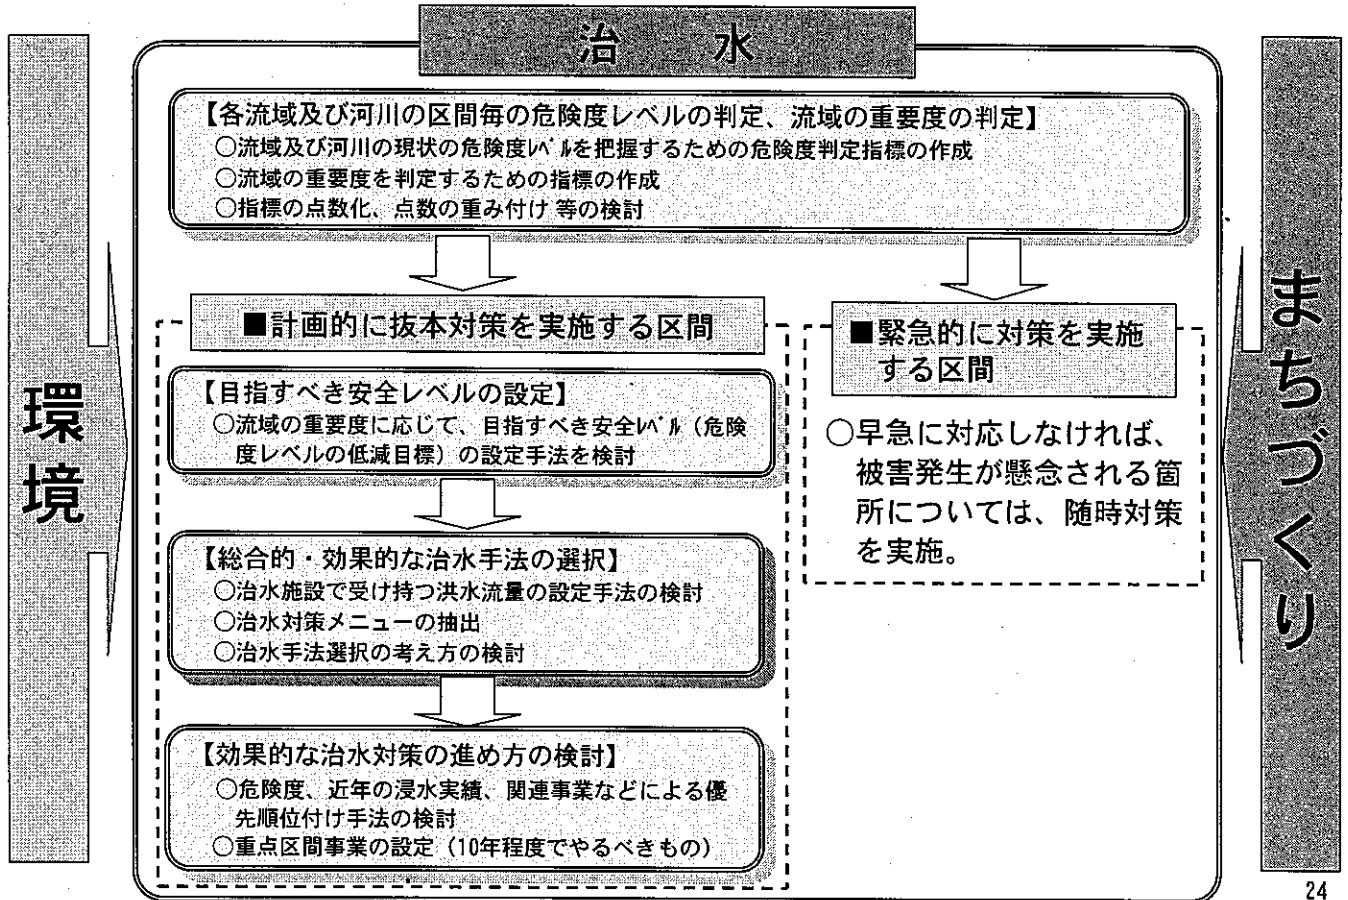 治　水
環境
【各流域及び河川の区間毎の危険度レベルの判定、流域の重要度の判定】
○流域及び河川の現状の危険度ﾚﾍﾞﾙを把握するための危険度判定指標の作成
○流域の重要度を判定するための指標の作成
○指標の点数化、点数の重み付け 等の検討
■計画的に抜本対策を実施する区間
【目指すべき安全レベルの設定】
○流域の重要度に応じて、目指すべき安全ﾚﾍﾞﾙ（危険
度レベルの低減目標）の設定手法を検討
【総合的・効果的な治水手法の選択】
○治水施設で受け持つ洪水流量の設定手法の検討
○治水対策メニューの抽出
○治水手法選択の考え方の検討
【効果的な治水対策の進め方の検討】
○危険度、近年の浸水実績、関連事業などによる優
先順位付け手法の検討
○重点区間事業の設定（10年程度でやるべきもの）
■緊急的に対策を実施
する区間
○早急に対応しなければ、
被害発生が懸念される箇
所については、随時対策
を実施。
まちづくり
24